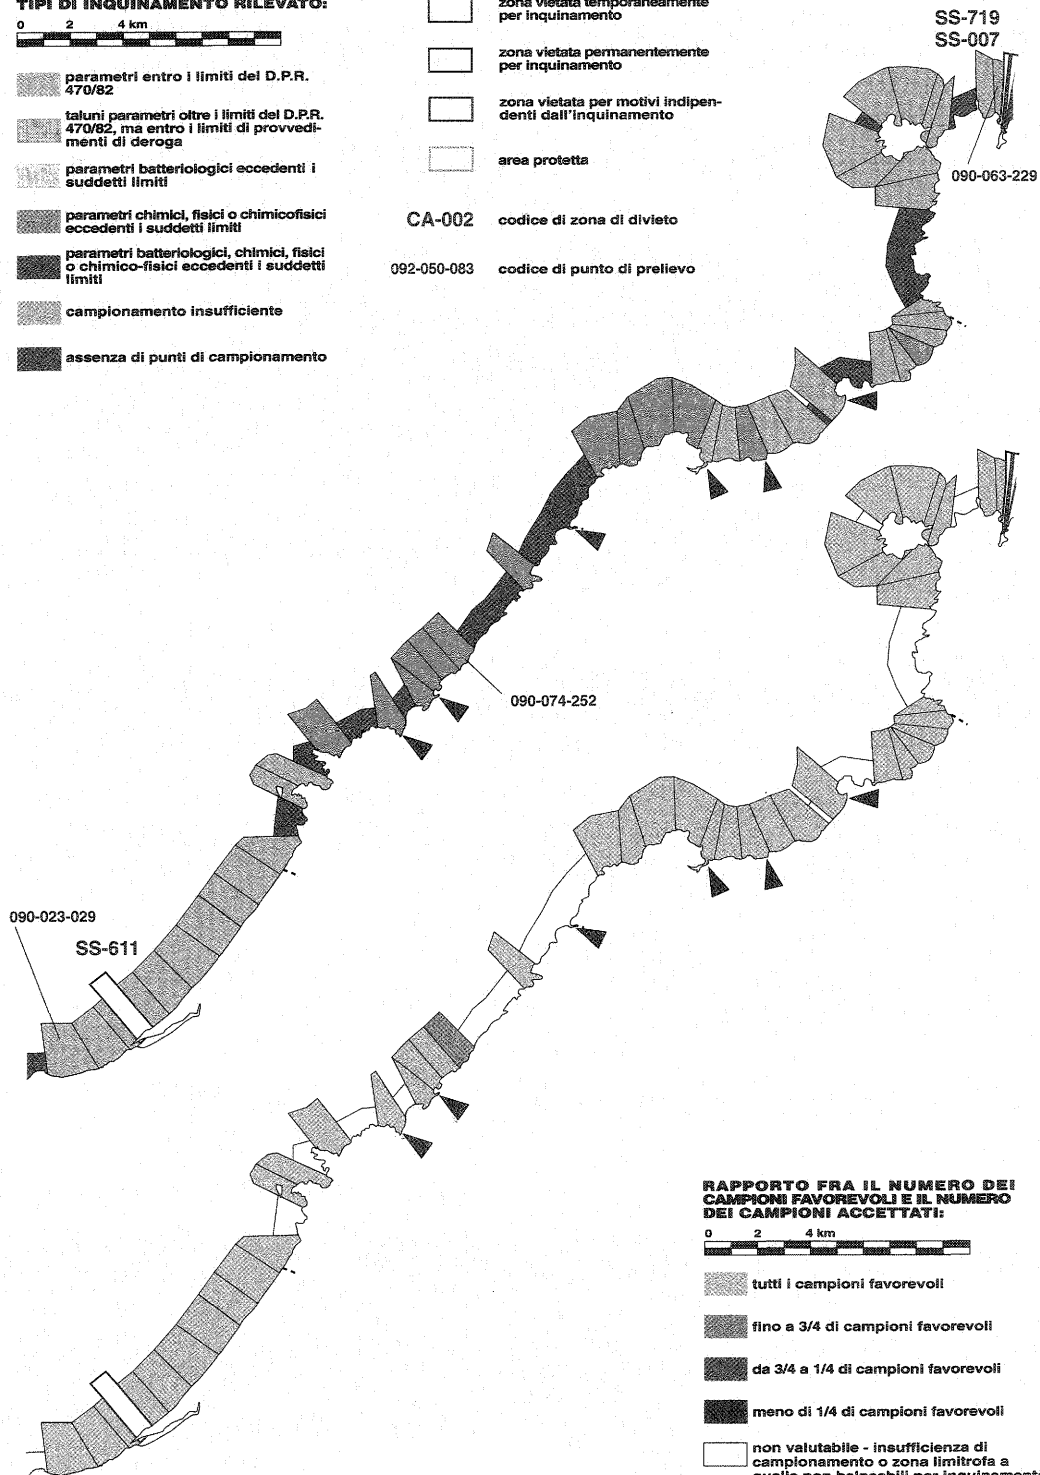 TIPI DI INQUINAMENTO RILEVATO:
0 2 4 km
parametri entro i limiti del D.P.R.
470/82
taluni parametri oltre i limiti del D.P.R.
470/82, ma entro i limiti di provvedi-
menti di deroga
parametri batteriologici eccedenti i
suddetti limiti
parametri chimici, fisici o chimicofisici
eccedenti i suddetti limiti
parametri batteriologici, chimici, fisici
o chimico-fisici eccedenti i suddetti
limiti
campionamento insufficiente
assenza di punti di campionamento
zona vietata temporaneamente
per inquinamento
zona vietata permanentemente
per inquinamento
zona vietata per motivi indipen-
denti dall'inquinamento
area protetta
CA-002 codice di zona di divieto
092-050-083 codice di punto di prelievo
SS-719
SS-007
090-063-229
090-074-252
090-023-029
SS-611
RAPPORTO FRA IL NUMERO DEI
CAMPIONI FAVOREVOLI E IL NUMERO
DEI CAMPIONI ACCETTATI:
0 2 4 km
tutti i campioni favorevoli
fino a 3/4 di campioni favorevoli
da 3/4 a 1/4 di campioni favorevoli
meno di 1/4 di campioni favorevoli
non valutabile - insufficienza di
campionamento o zona limitrofa a
quelle non balneabili per inquinamento